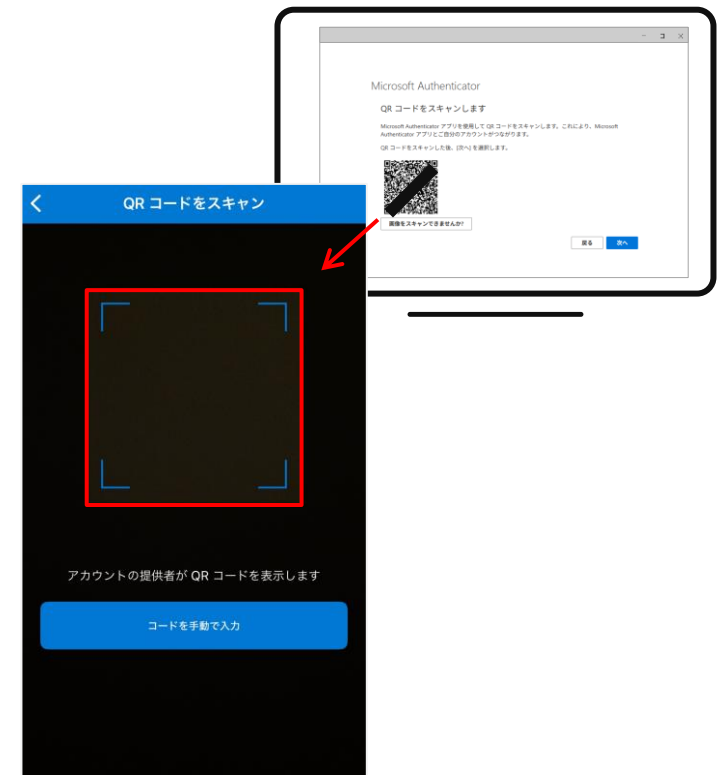 Microsoft Authenticator
QR コードをスキャンします
Microsoft Authenticator アプリを使用して QR コードをスキャンします。これにより、Microsoft
Authenticator アプリとご自分のアカウントがつながります。
QR コードをスキャンした後、[次へ] を選択します。
画像をスキャンできませんか?
戻る 次へ
QR コードをスキャン
アカウントの提供者が QR コードを表示します
コードを手動で入力